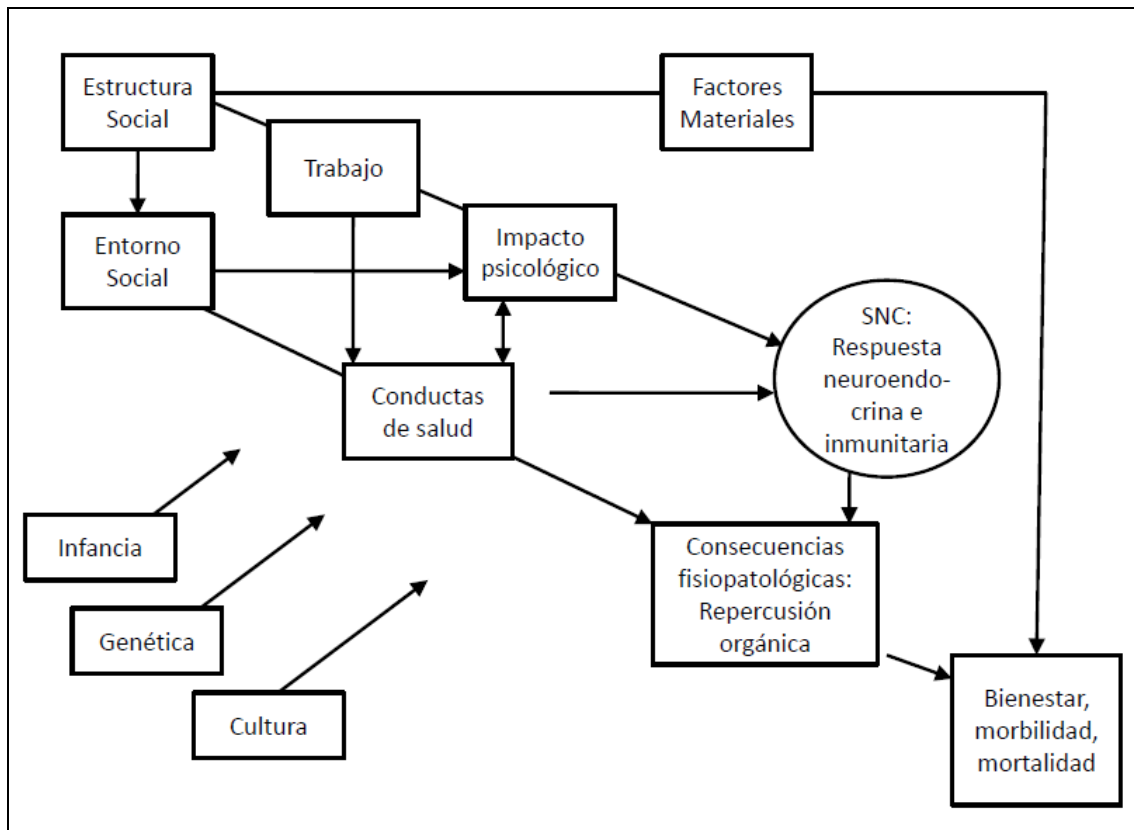 Estructura
Social
Factores
Materiales
Trabajo
Entorno
Social
Impacto
psicológico
SNC:
Respuesta
neuroendo-
crina e
inmunitaria
Conductas
de salud
Infancia
Consecuencias
fisiopatológicas:
Repercusión
orgánica
Genética
Cultura
Bienestar,
morbilidad,
mortalidad